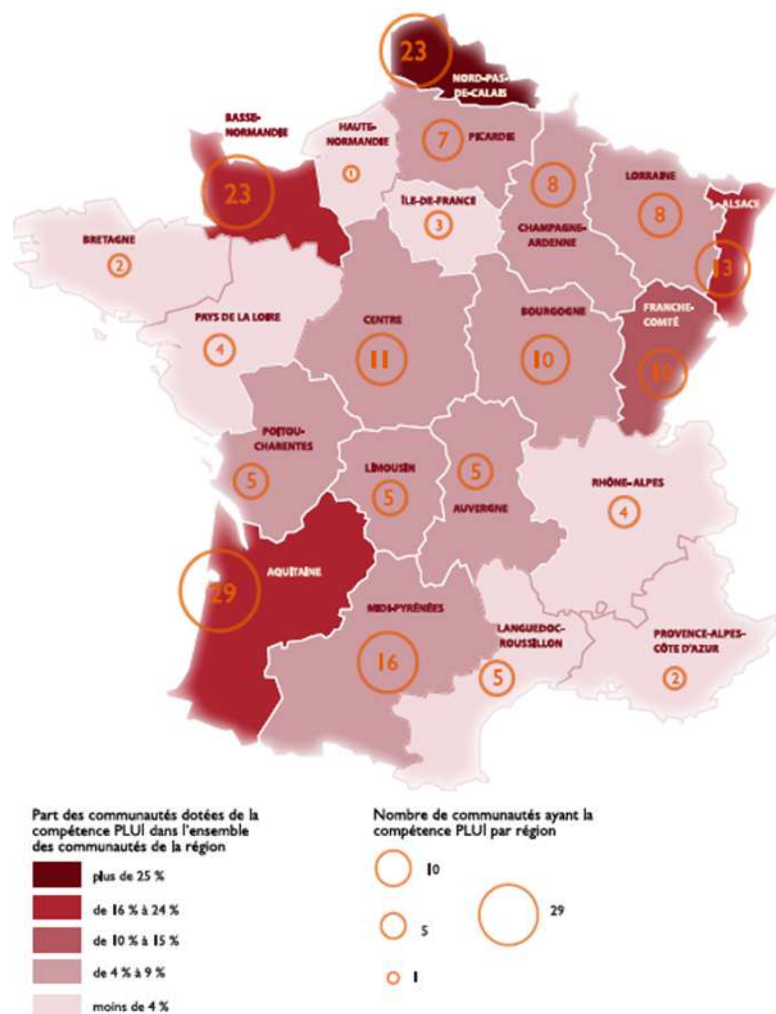 23
NORD-PAS-
DE-CALAIS
BASSE-
NORMANDIE
23
HAUTE-
NORMANDIE
1
7
PICARDIE
ÎLE-DE-FRANCE
3
8
CHAMPAGNE-
ARDENNE
LORRAINE
8
ALSACE
13
BRETAGNE
2
PAYS DE LA LOIRE
4
CENTRE
11
BOURGOGNE
10
FRANCHE-
COMTÉ
10
POITOU-
CHARENTES
5
LIMOUSIN
5
5
AUVERGNE
RHÔNE-ALPES
4
AQUITAINE
29
MIDI-PYRÉNÉES
16
LANGUEDOC-
ROUSSILLON
5
PROVENCE-ALPES-
CÔTE D'AZUR
2
Part des communautés dotées de la
compétence PLUI dans l'ensemble
des communautés de la région
plus de 25 %
de 16 % à 24 %
de 10 % à 15 %
de 4 % à 9 %
moins de 4 %
Nombre de communautés ayant la
compétence PLUI par région
10
5
1
29